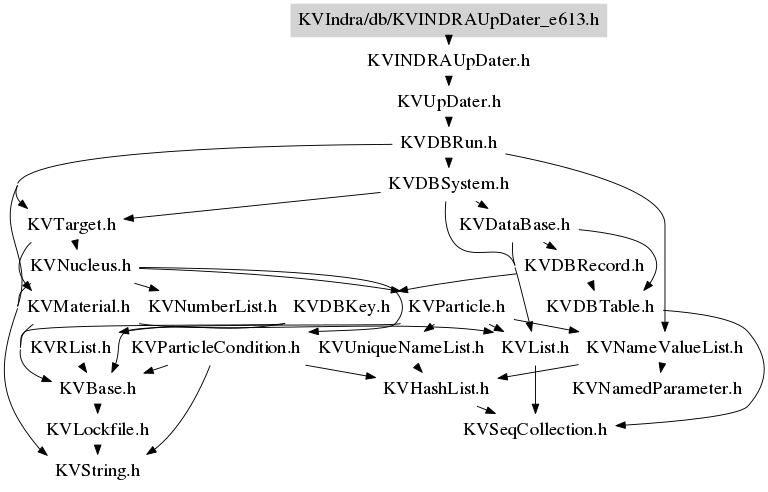 KVIndra/db/KVINDRAUpDater_e613.h
KVINDRAUpDater.h
KVUpDater.h
KVDBRun.h
KVDBSystem.h
KVTarget.h
KVDataBase.h
KVNucleus.h
KVDBRecord.h
KVMaterial.h
KVNumberList.h
KVDBKey.h
KVParticle.h
KVDBTable.h
KVRList.h
KVParticleCondition.h
KVUniqueNameList.h
KVList.h
KVNameValueList.h
KVBase.h
KVHashList.h
KVNamedParameter.h
KVLockfile.h
KVSeqCollection.h
KVString.h